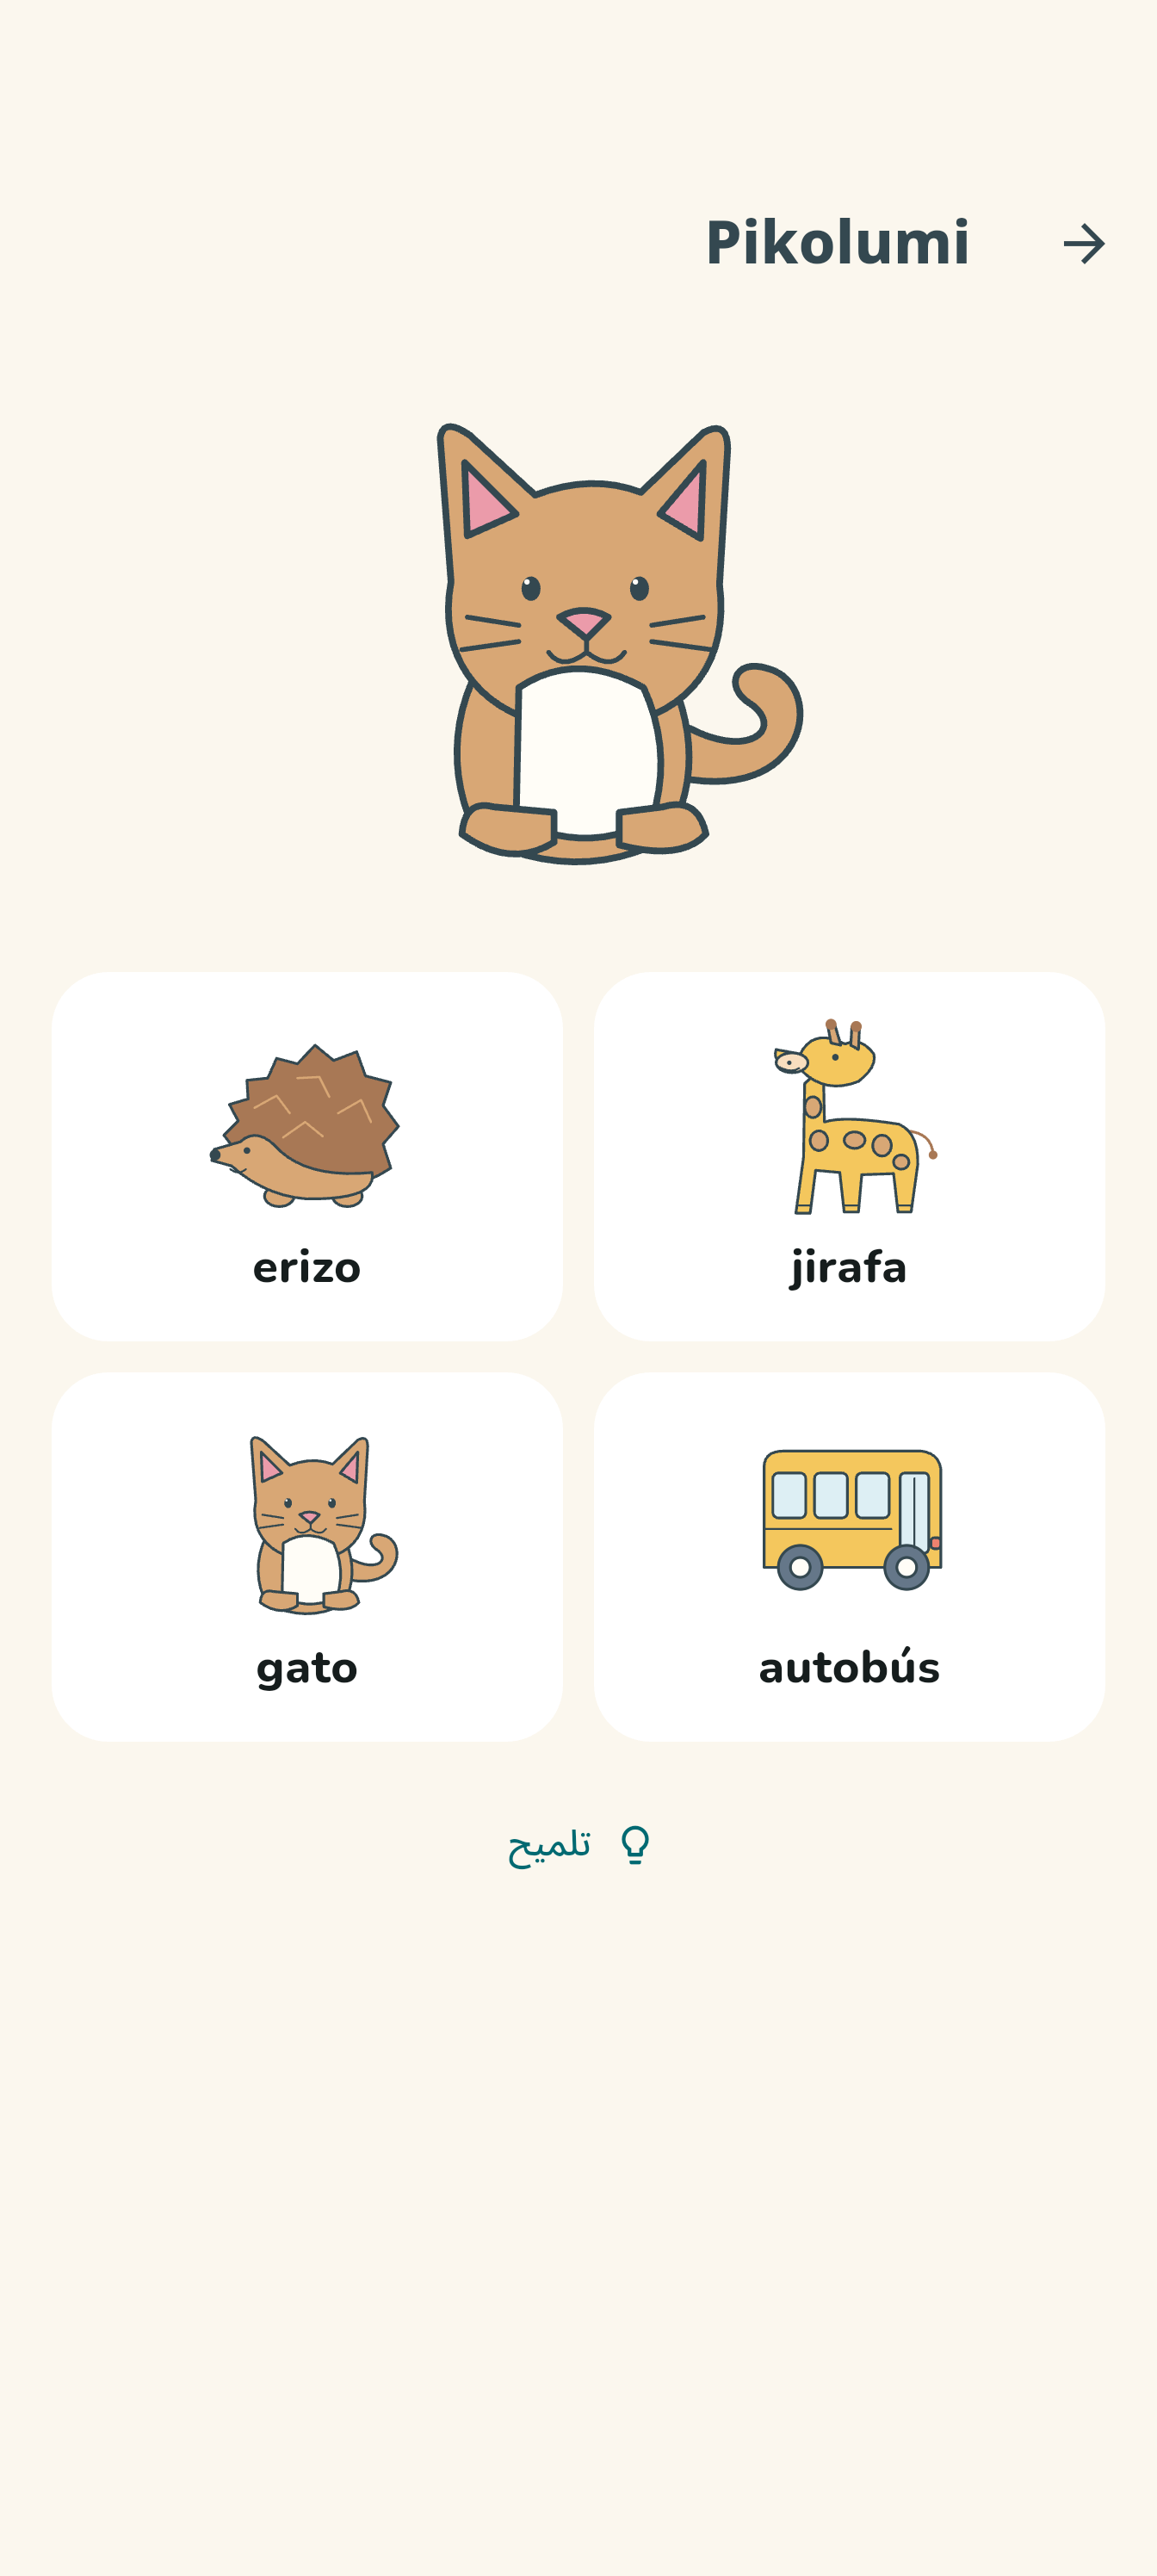 Pikolumi
erizo
jirafa
gato
autobús
تلميح